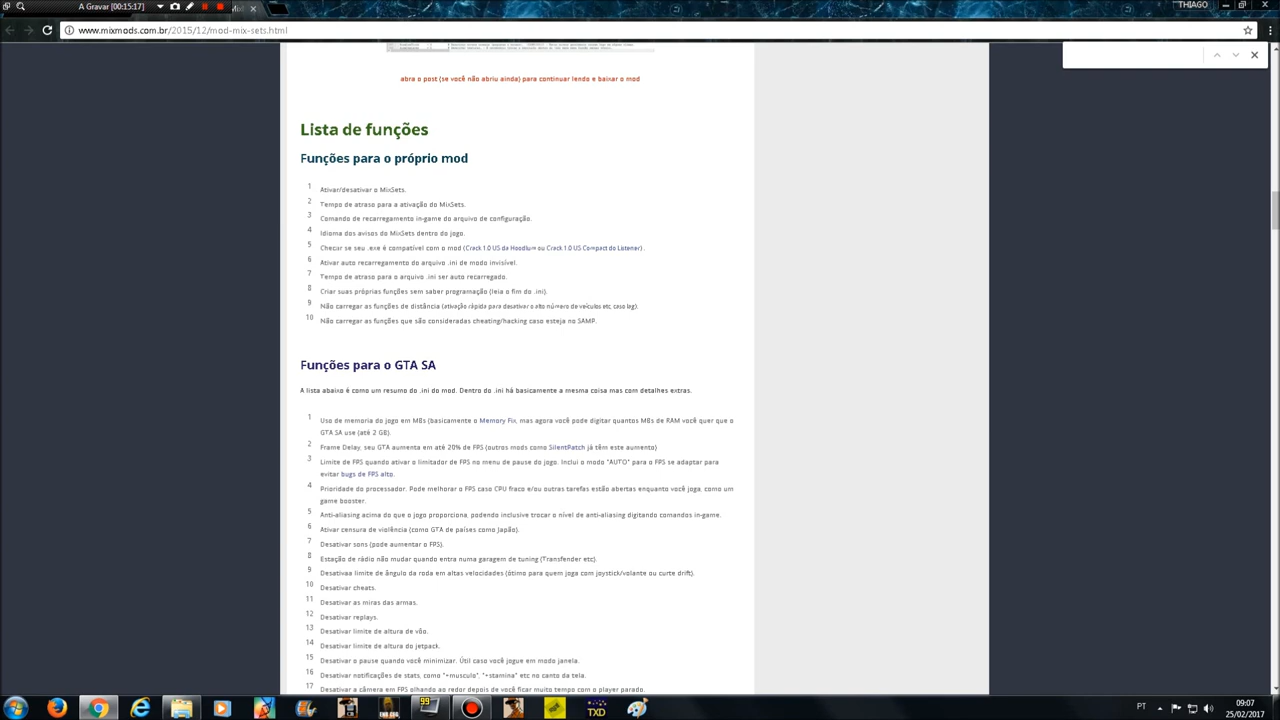 A Gravar [00:15:17]
THIAGO
www.mixmods.com.br/2015/12/mod-mix-sets.html
abra o post (se você não abriu ainda) para continuar lendo e baixar o mod
Lista de funções
Funções para o próprio mod
1 Ativar/desativar o MixSets.
2 Tempo de atraso para a ativação do MixSets.
3 Comando de recarregamento in-game do arquivo de configuração.
4 Idioma dos avisos do MixSets dentro do jogo.
5 Checar se seu .exe é compatível com o mod (Crack 1.0 US da Hoodlum ou Crack 1.0 US Compact do Listener) .
6 Ativar auto recarregamento do arquivo .ini de modo invisível.
7 Tempo de atraso para o arquivo .ini ser auto recarregado.
8 Criar suas próprias funções sem saber programação (leia o fim do .ini).
9 Não carregar as funções de distância (ativação rápida para desativar o alto número de veículos etc, caso lag).
10 Não carregar as funções que são consideradas cheating/hacking caso esteja no SAMP.
Funções para o GTA SA
A lista abaixo é como um resumo do .ini do mod. Dentro do .ini há basicamente a mesma coisa mas com detalhes extras.
1 Uso de memoria do jogo em MBs (basicamente o Memory Fix, mas agora você pode digitar quantos MBs de RAM você quer que o
GTA SA use (até 2 GB).
2 Frame Delay, seu GTA aumenta em até 20% de FPS (outros mods como SilentPatch já têm este aumento)
3 Limite de FPS quando ativar o limitador de FPS no menu de pause do jogo. Inclui o modo "AUTO" para o FPS se adaptar para
evitar bugs de FPS alto.
4 Prioridade do processador. Pode melhorar o FPS caso CPU fraco e/ou outras tarefas estão abertas enquanto você joga, como um
game booster.
5 Anti-aliasing acima do que o jogo proporciona, podendo inclusive trocar o nível de anti-aliasing digitando comandos in-game.
6 Ativar censura de violência (como GTA de países como Japão).
7 Desativar sons (pode aumentar o FPS).
8 Estação de rádio não mudar quando entra numa garagem de tuning (Transfender etc).
9 Desativaa limite de ângulo da roda em altas velocidades (ótimo para quem joga com joystick/volante ou curte drift).
10 Desativar cheats.
11 Desativar as miras das armas.
12 Desativar replays.
13 Desativar limite de altura de vôo.
14 Desativar limite de altura do jetpack.
15 Desativar o pause quando você minimizar. Útil caso você jogue em modo janela.
16 Desativar notificações de stats, como "+musculo", "+stamina" etc no canto da tela.
17 Desativar a câmera em FPS olhando ao redor depois de você ficar muito tempo com o player parado.
99
TXD
PT
09:07
25/02/2017